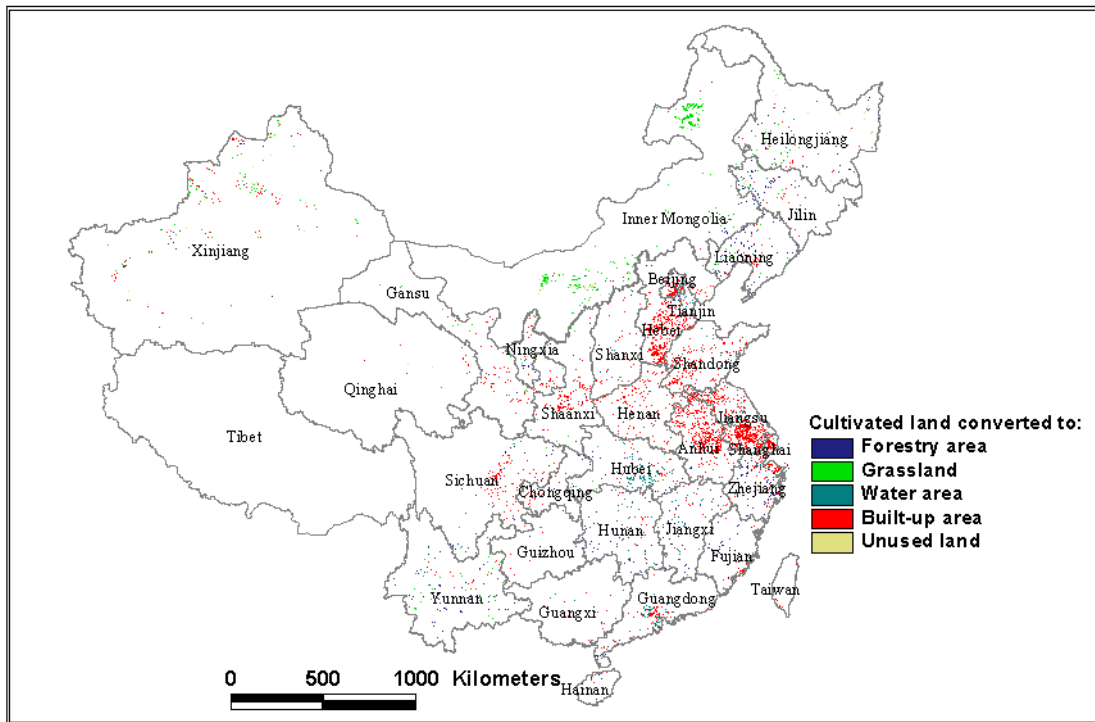 Heilongjiang
Jilin
Inner Mongolia
Liaoning
Xinjiang
Beijing
Gansu
Tianjin
Hebei
Ningxia
Shanxi
Shandong
Qinghai
Shaanxi
Henan
Jiangsu
Tibet
Anhui
Shanghai
Hubei
Sichuan
Chongqing
Zhejiang
Hunan
Jiangxi
Guizhou
Fujian
Taiwan
Yunnan
Guangdong
Guangxi
Hainan
Cultivated land converted to:
Forestry area
Grassland
Water area
Built-up area
Unused land
0 500 1000 Kilometers